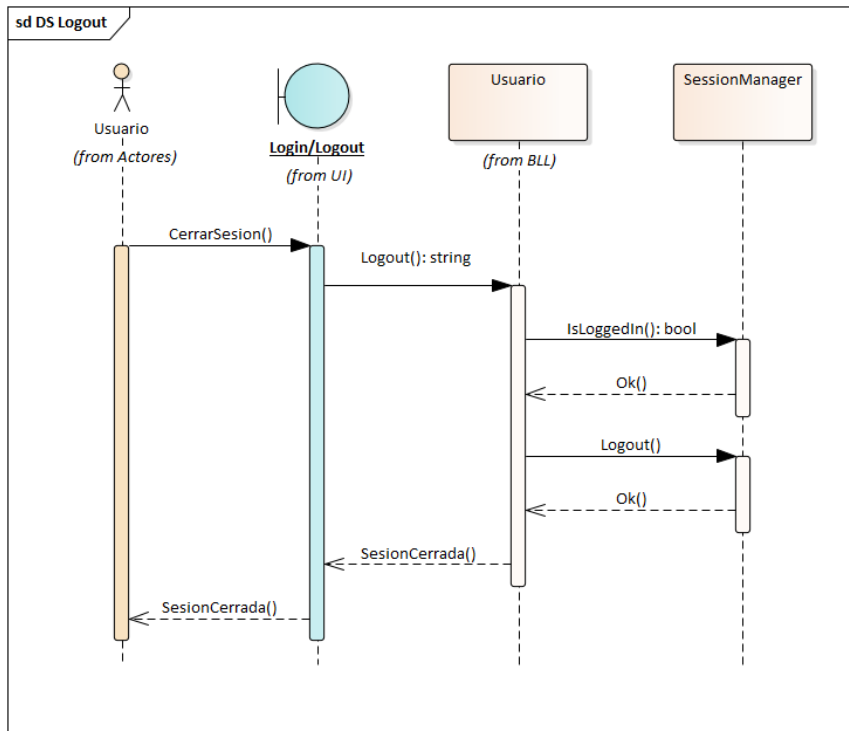 sd DS Logout
Usuario
(from Actores)
Login/Logout
(from UI)
Usuario
(from BLL)
SessionManager
CerrarSesion()
Logout(): string
IsLoggedIn(): bool
Ok()
Logout()
Ok()
SesionCerrada()
SesionCerrada()